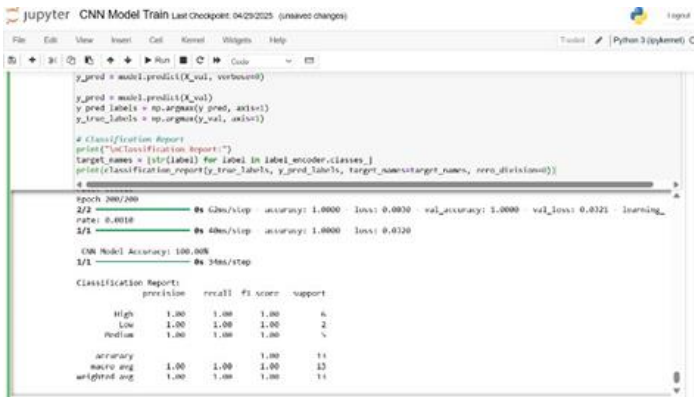 jupyter CNN Model Train Last Checkpoint: 04/29/2025 (unsaved changes)
Logout
File Edit View Insert Cell Kernel Widgets Help
Trusted Python 3 (ipykernel)
Run Code
y_pred = model.predict(X_val, verbose=0)
y_pred = model.predict(X_val)
y_pred_labels = np.argmax(y_pred, axis=1)
y_true_labels = np.argmax(y_val, axis=1)
# Classification Report
print("\nClassification Report:")
target_names = [str(label) for label in label_encoder.classes_]
print(classification_report(y_true_labels, y_pred_labels, target_names=target_names, zero_division=0))
Epoch 200/200
2/2 0s 62ms/step - accuracy: 1.0000 - loss: 0.0030 - val_accuracy: 1.0000 - val_loss: 0.0321 - learning_
rate: 0.0010
1/1 0s 40ms/step - accuracy: 1.0000 - loss: 0.0320
CNN Model Accuracy: 100.00%
1/1 0s 54ms/step
Classification Report:
precision recall f1-score support
High 1.00 1.00 1.00 6
Low 1.00 1.00 1.00 2
Medium 1.00 1.00 1.00 5
accuracy 1.00 13
macro avg 1.00 1.00 1.00 13
weighted avg 1.00 1.00 1.00 13